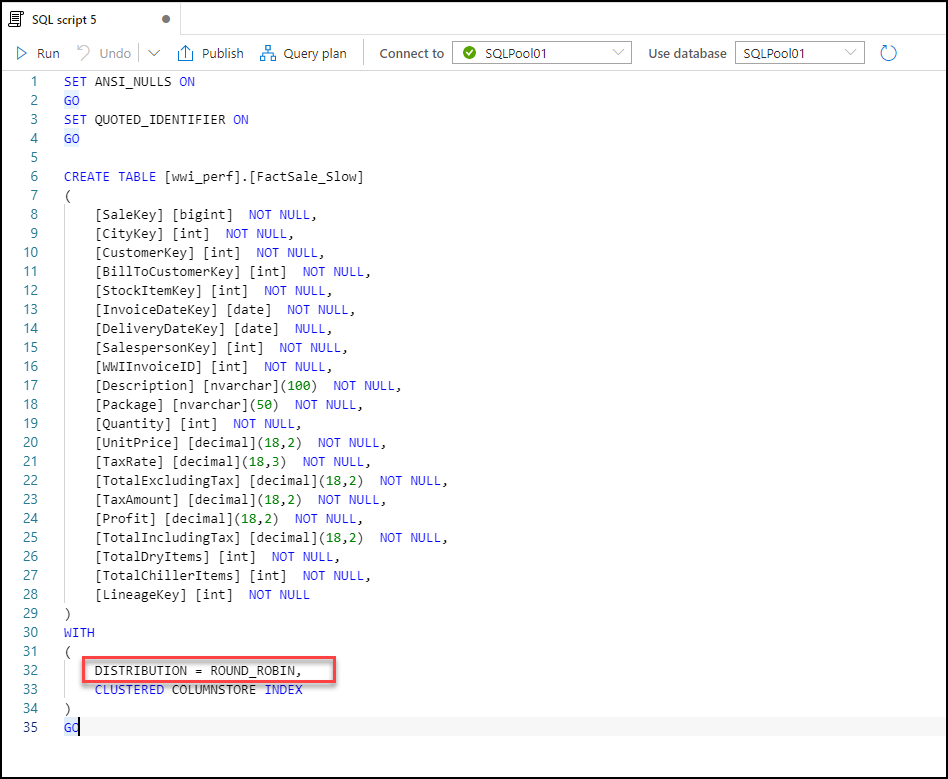 SQL script 5
Run Undo Publish Query plan Connect to SQLPool01 Use database SQLPool01
1 SET ANSI_NULLS ON
2 GO
3 SET QUOTED_IDENTIFIER ON
4 GO
5
6 CREATE TABLE [wwi_perf].[FactSale_Slow]
7 (
8 [SaleKey] [bigint] NOT NULL,
9 [CityKey] [int] NOT NULL,
10 [CustomerKey] [int] NOT NULL,
11 [BillToCustomerKey] [int] NOT NULL,
12 [StockItemKey] [int] NOT NULL,
13 [InvoiceDateKey] [date] NOT NULL,
14 [DeliveryDateKey] [date] NULL,
15 [SalespersonKey] [int] NOT NULL,
16 [WWIInvoiceID] [int] NOT NULL,
17 [Description] [nvarchar](100) NOT NULL,
18 [Package] [nvarchar](50) NOT NULL,
19 [Quantity] [int] NOT NULL,
20 [UnitPrice] [decimal](18,2) NOT NULL,
21 [TaxRate] [decimal](18,3) NOT NULL,
22 [TotalExcludingTax] [decimal](18,2) NOT NULL,
23 [TaxAmount] [decimal](18,2) NOT NULL,
24 [Profit] [decimal](18,2) NOT NULL,
25 [TotalIncludingTax] [decimal](18,2) NOT NULL,
26 [TotalDryItems] [int] NOT NULL,
27 [TotalChillerItems] [int] NOT NULL,
28 [LineageKey] [int] NOT NULL
29 )
30 WITH
31 (
32 DISTRIBUTION = ROUND_ROBIN,
33 CLUSTERED COLUMNSTORE INDEX
34 )
35 GO